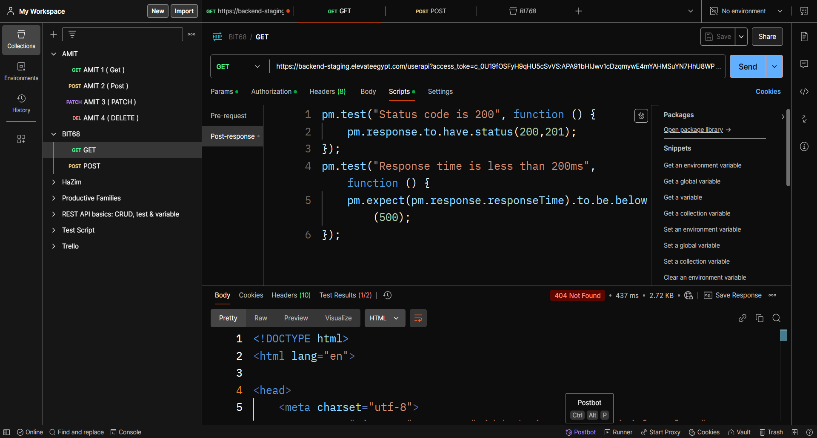 My Workspace
New
Import
GET https://backend-staging
GET GET
POST POST
BIT68
No environment
Collections
Environments
History
AMIT
GET AMIT 1 ( Get )
POST AMIT 2 ( Post )
PATCH AMIT 3 ( PATCH )
DEL AMIT 4 ( DELETE )
BIT68
GET GET
POST POST
HaZim
Productive Families
REST API basics: CRUD, test & variable
Test Script
Trello
HTTP BIT68 / GET
Save
Share
GET
Send
Params
Authorization
Headers (8)
Body
Scripts
Settings
Cookies
Pre-request
Post-response
1 pm.test("Status code is 200", function () {
2 pm.response.to.have.status(200,201);
3 });
4 pm.test("Response time is less than 200ms",
function () {
5 pm.expect(pm.response.responseTime).to.be.below
(500);
6 });
Packages
Open package library →
Snippets
Get an environment variable
Get a global variable
Get a variable
Get a collection variable
Set an environment variable
Set a global variable
Set a collection variable
Clear an environment variable
Body
Cookies
Headers (10)
Test Results (1/2)
404 Not Found
437 ms
2.72 KB
Save Response
Pretty
Raw
Preview
Visualize
HTML
1 <!DOCTYPE html>
2 <html lang="en">
3
4 <head>
5 <meta charset="utf-8">
Postbot
Ctrl Alt P
Online
Find and replace
Console
Postbot
Runner
Start Proxy
Cookies
Vault
Trash